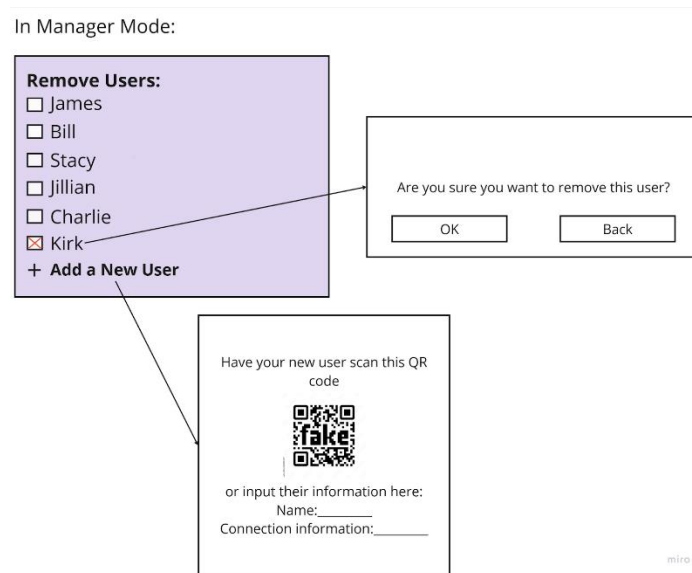 In Manager Mode:
Remove Users:
James
Bill
Stacy
Jillian
Charlie
Kirk
+ Add a New User
Are you sure you want to remove this user?
OK
Back
Have your new user scan this QR
code
fake
or input their information here:
Name:________
Connection information:________
miro